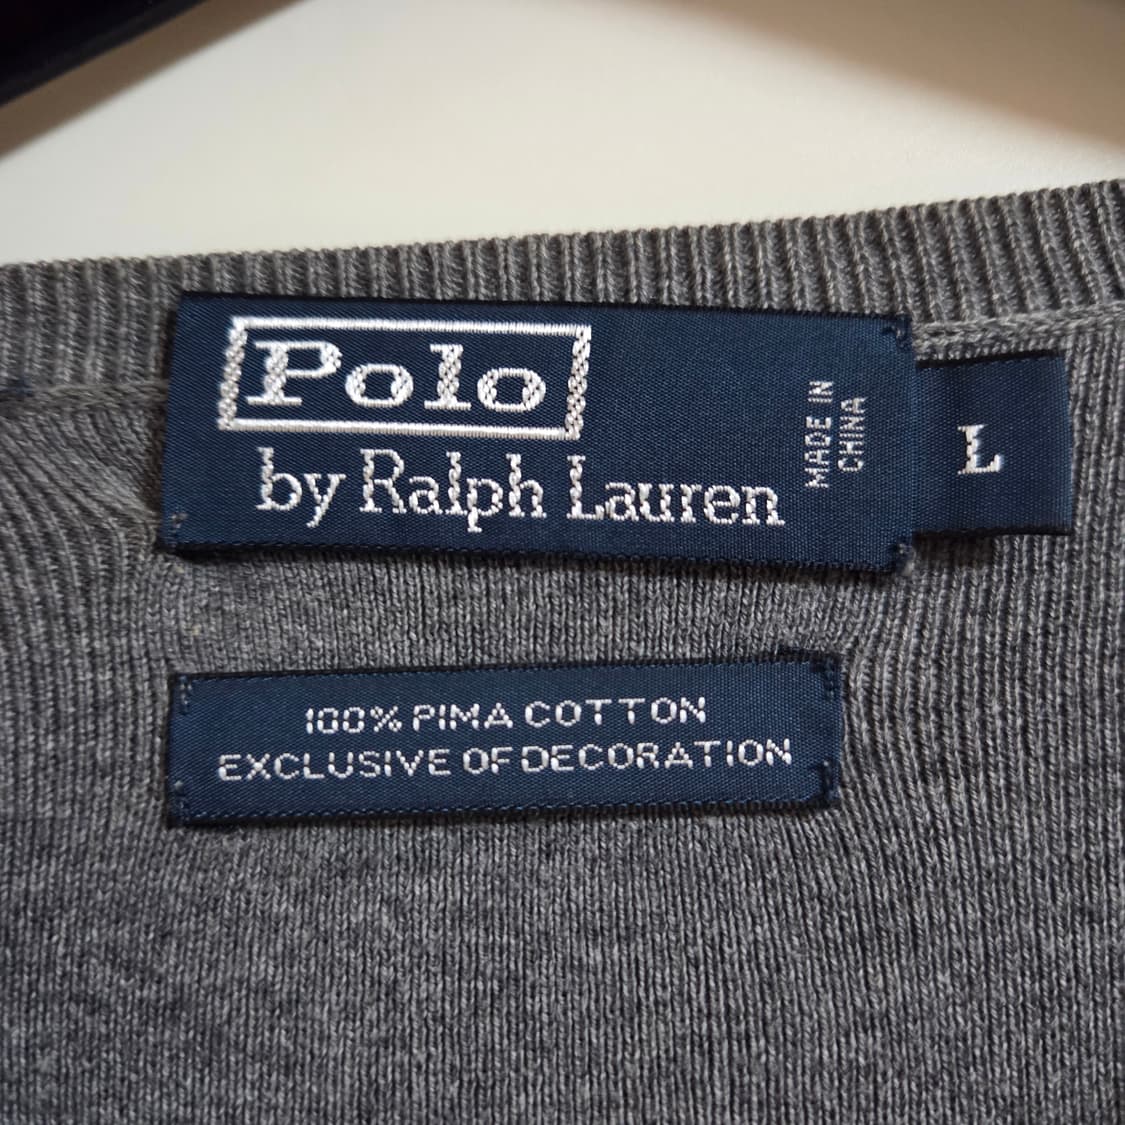 Polo
by Ralph Lauren
MADE IN
CHINA
L
100% PIMA COTTON
EXCLUSIVE OF DECORATION